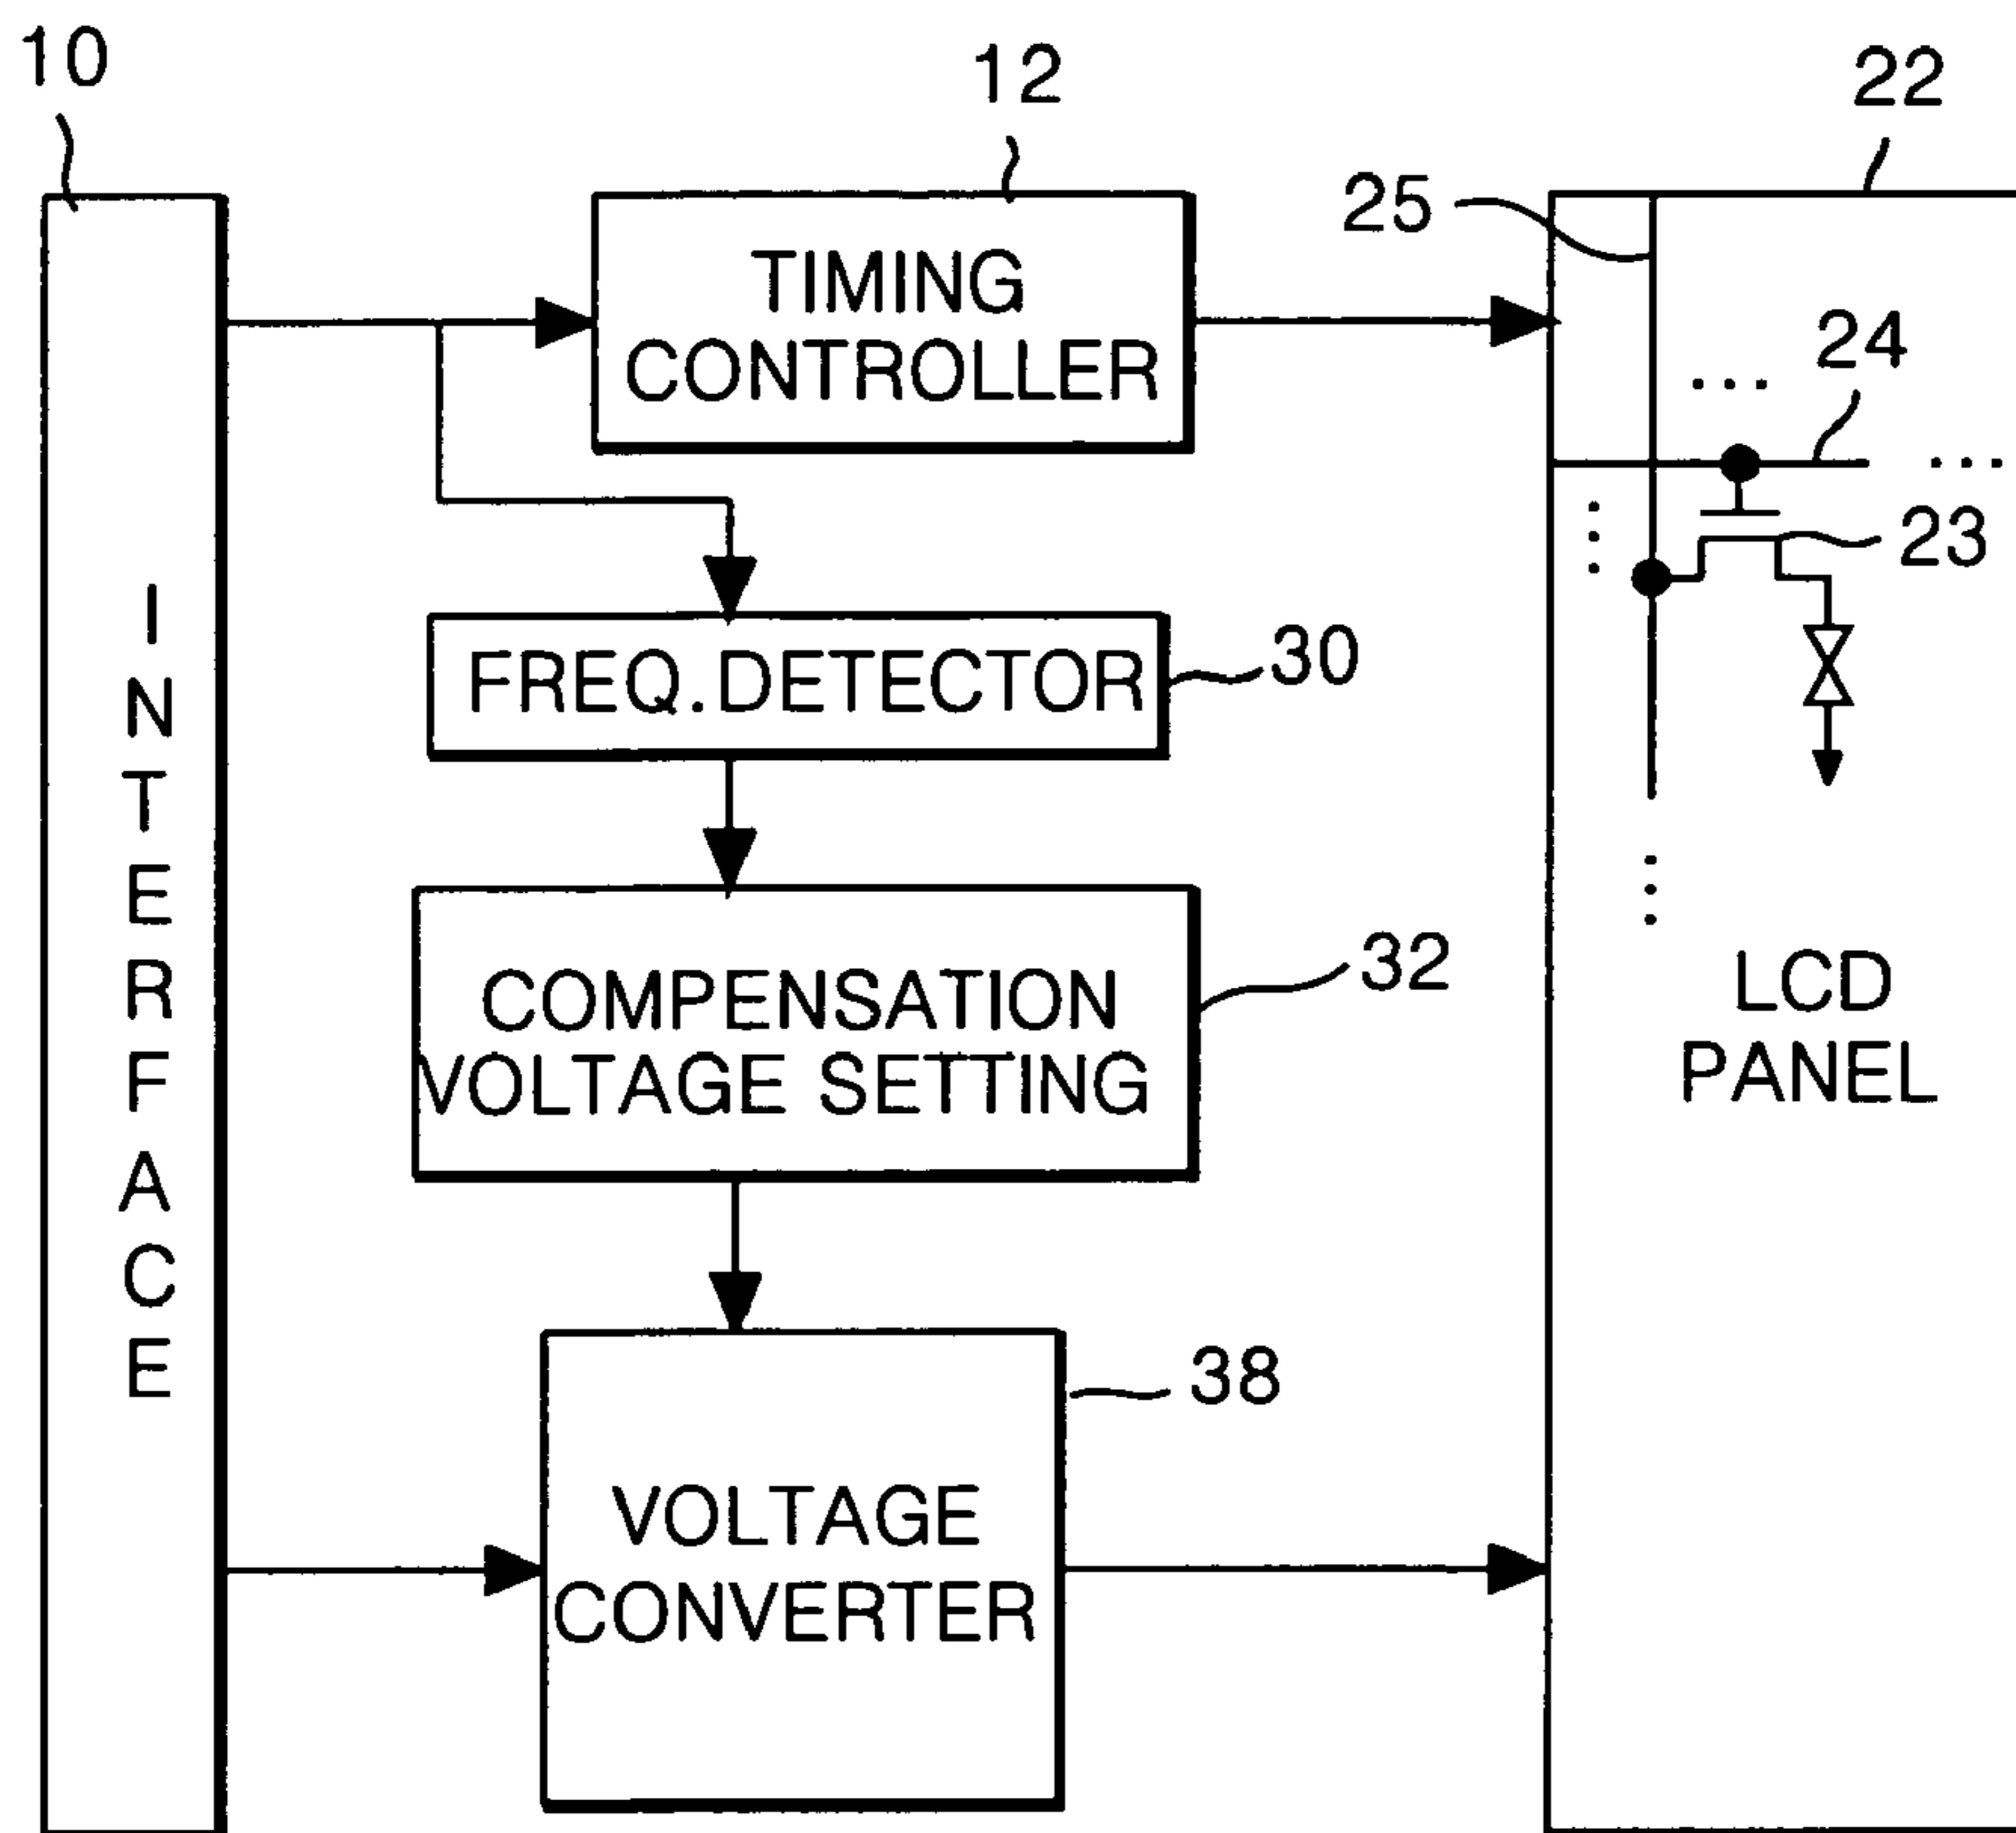 10
12
22
25
TIMING
CONTROLLER
24
23
FREQ.DETECTOR
30
INTERFACE
COMPENSATION
VOLTAGE SETTING
32
LCD
PANEL
38
VOLTAGE
CONVERTER